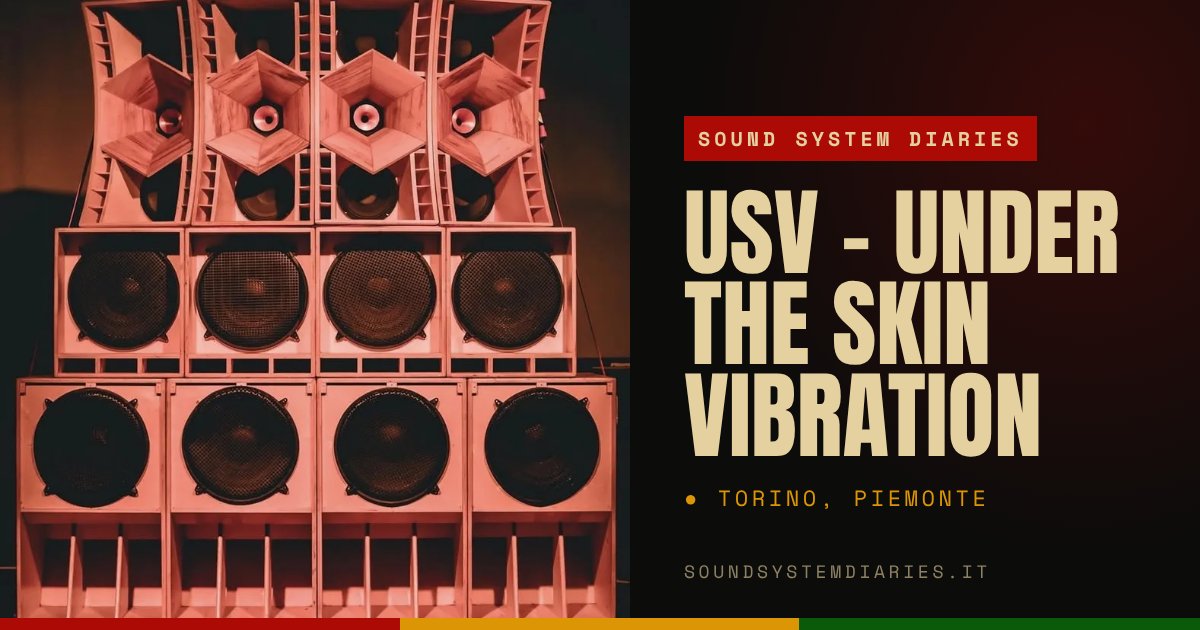 SOUND SYSTEM DIARIES
USV - UNDER
THE SKIN
VIBRATION
• TORINO, PIEMONTE
SOUNDSYSTEMDIARIES.IT